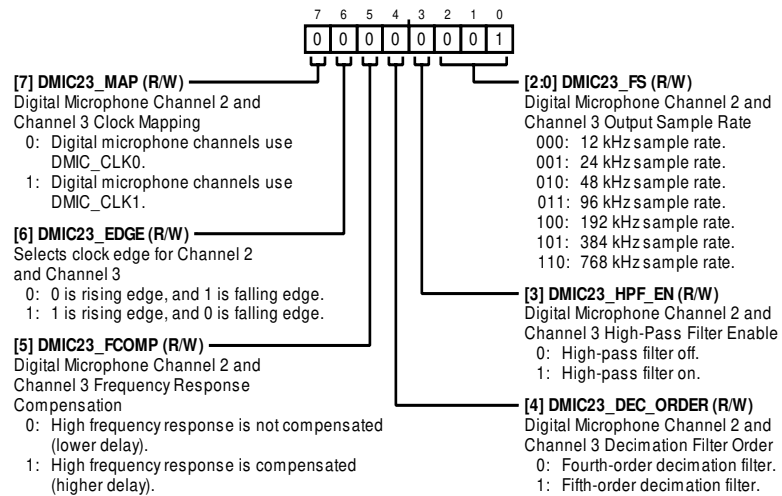 7 6 5 4 3 2 1 0
0 0 0 0 0 0 0 1
[7] DMIC23_MAP (R/W)
Digital Microphone Channel 2 and
Channel 3 Clock Mapping
0: Digital microphone channels use
DMIC_CLK0.
1: Digital microphone channels use
DMIC_CLK1.
[6] DMIC23_EDGE (R/W)
Selects clock edge for Channel 2
and Channel 3
0: 0 is rising edge, and 1 is falling edge.
1: 1 is rising edge, and 0 is falling edge.
[5] DMIC23_FCOMP (R/W)
Digital Microphone Channel 2 and
Channel 3 Frequency Response
Compensation
0: High frequency response is not compensated
(lower delay).
1: High frequency response is compensated
(higher delay).
[2:0] DMIC23_FS (R/W)
Digital Microphone Channel 2 and
Channel 3 Output Sample Rate
000: 12 kHz sample rate.
001: 24 kHz sample rate.
010: 48 kHz sample rate.
011: 96 kHz sample rate.
100: 192 kHz sample rate.
101: 384 kHz sample rate.
110: 768 kHz sample rate.
[3] DMIC23_HPF_EN (R/W)
Digital Microphone Channel 2 and
Channel 3 High-Pass Filter Enable
0: High-pass filter off.
1: High-pass filter on.
[4] DMIC23_DEC_ORDER (R/W)
Digital Microphone Channel 2 and
Channel 3 Decimation Filter Order
0: Fourth-order decimation filter.
1: Fifth-order decimation filter.